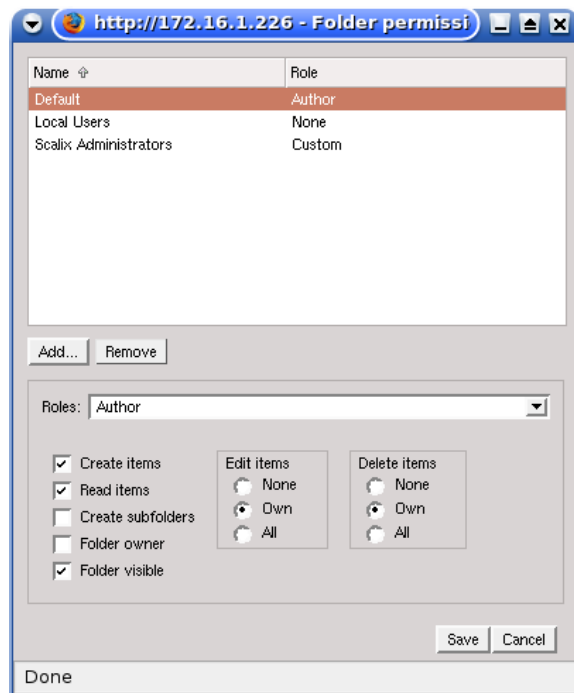 http://172.16.1.226 - Folder permissi
Name Role
Default Author
Local Users None
Scalix Administrators Custom
Add... Remove
Roles: Author
Create items
Read items
Create subfolders
Folder owner
Folder visible
Edit items
None
Own
All
Delete items
None
Own
All
Save Cancel
Done